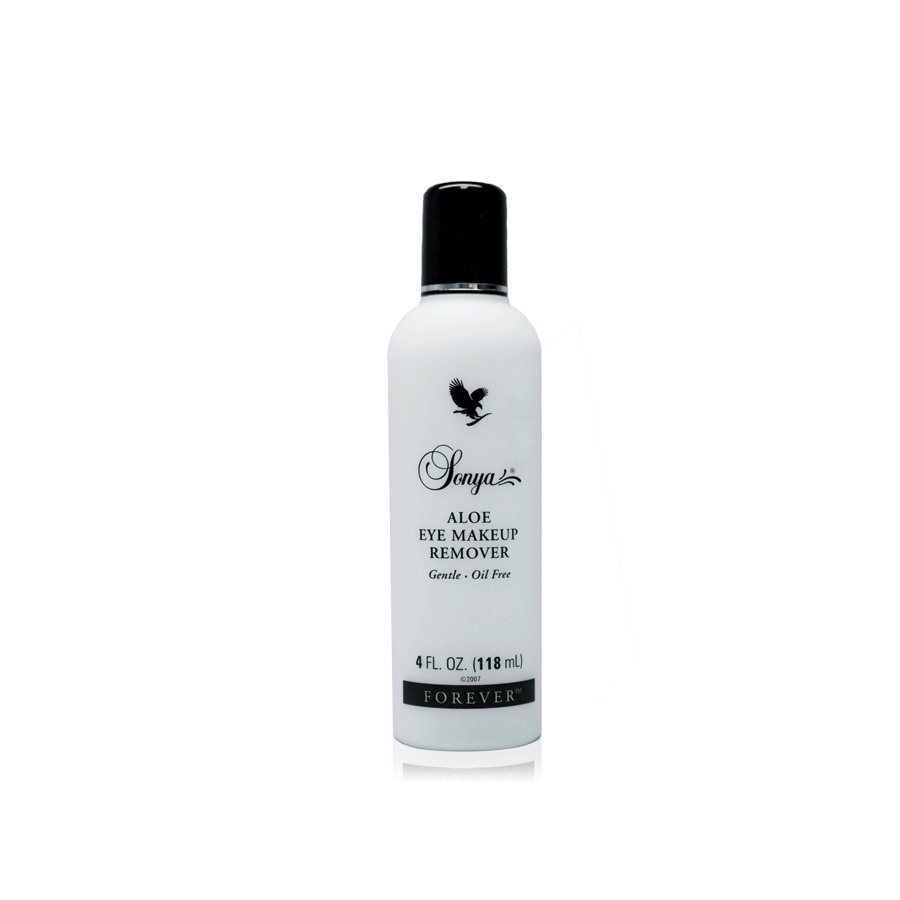 Sonya®
ALOE
EYE MAKEUP
REMOVER
Gentle • Oil Free
4 FL. OZ. (118 mL)
©2007
FOREVER™